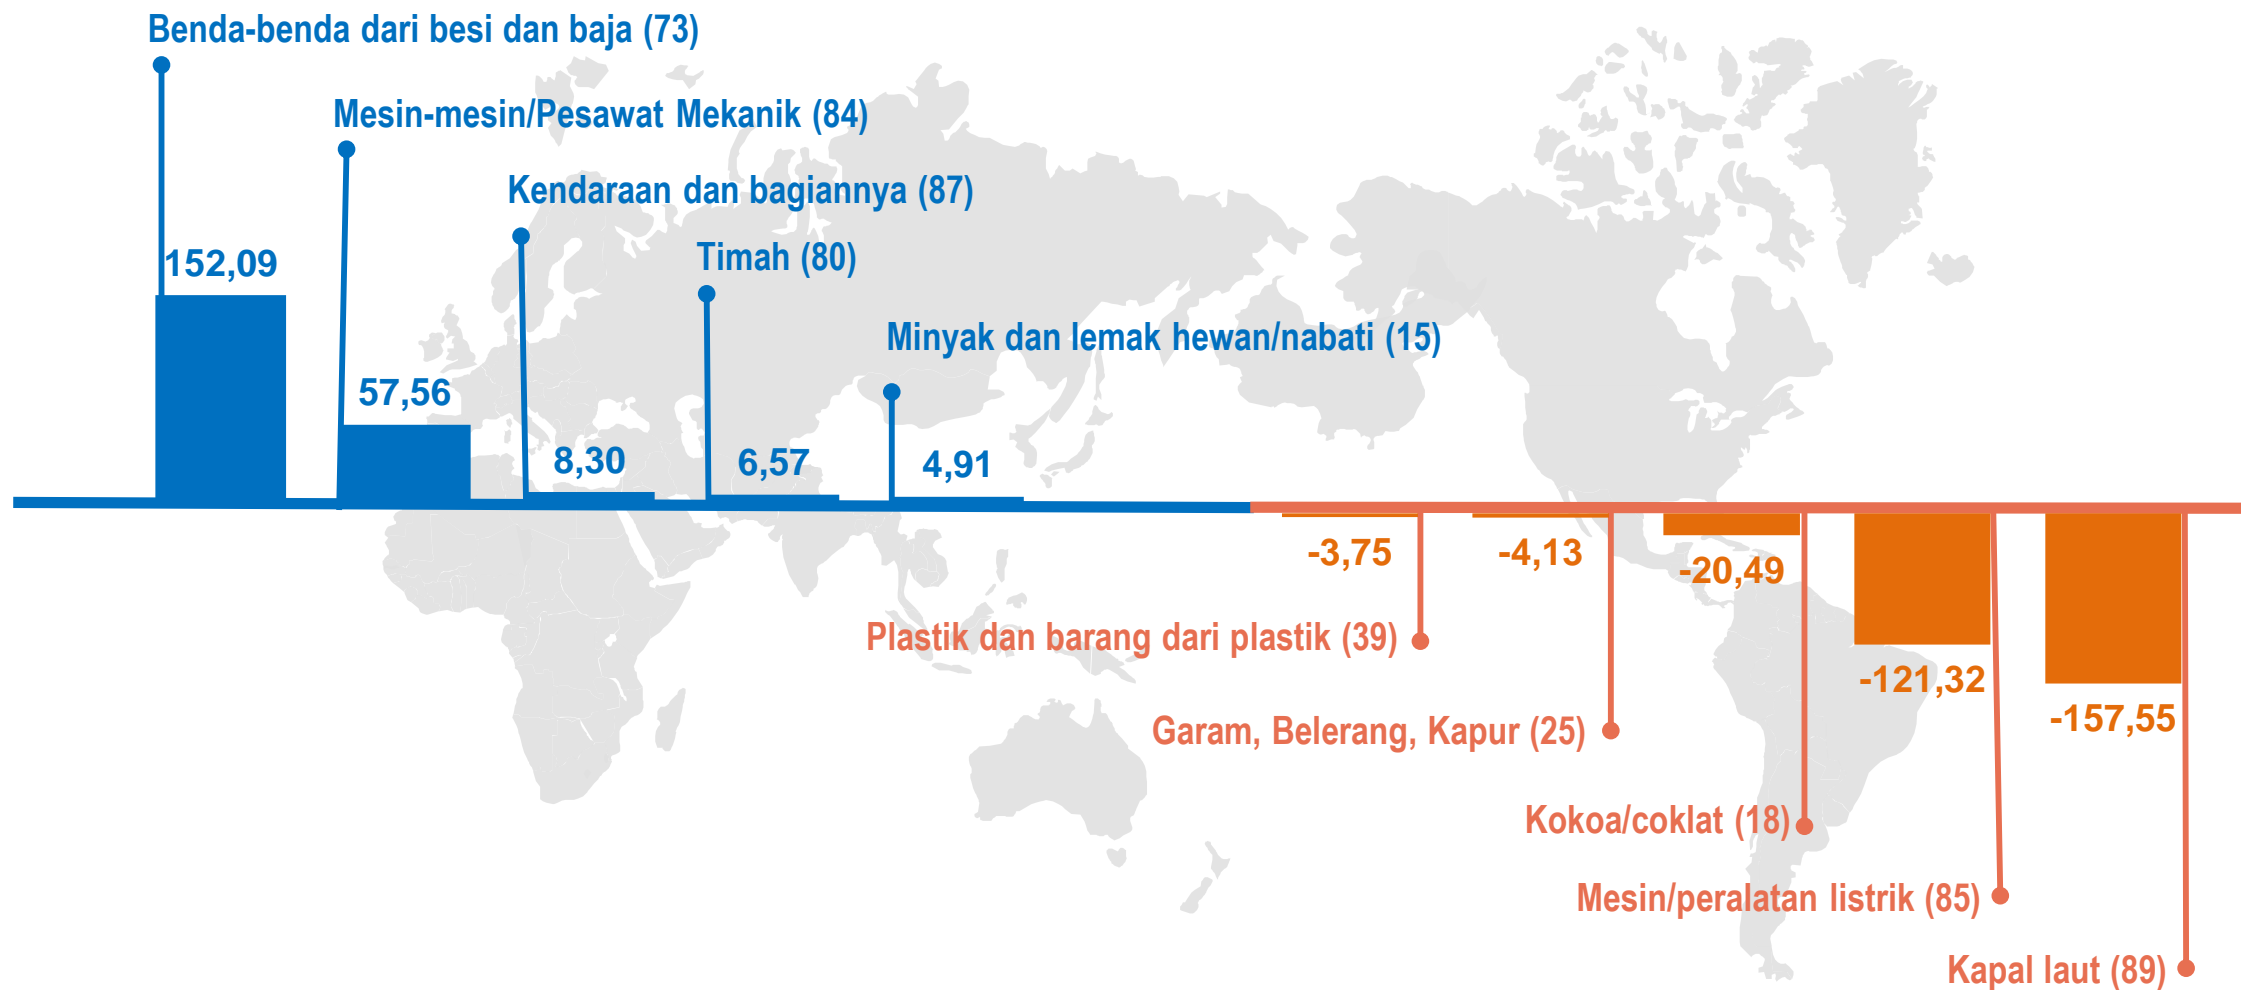 Benda-benda dari besi dan baja (73)
Mesin-mesin/Pesawat Mekanik (84)
Kendaraan dan bagiannya (87)
Timah (80)
Minyak dan lemak hewan/nabati (15)
152,09
57,56
8,30
6,57
4,91
-3,75
-4,13
-20,49
-121,32
-157,55
Plastik dan barang dari plastik (39)
Garam, Belerang, Kapur (25)
Kokoa/coklat (18)
Mesin/peralatan listrik (85)
Kapal laut (89)